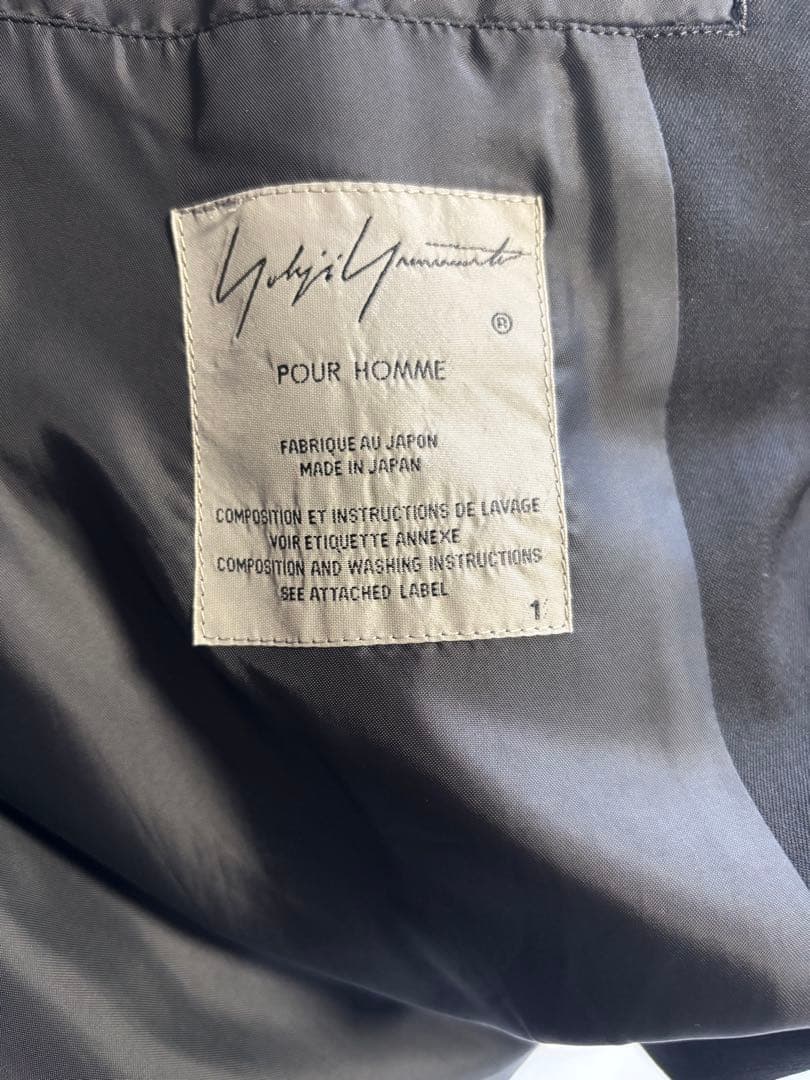 Yohji Yamamoto
®
POUR HOMME
FABRIQUE AU JAPON
MADE IN JAPAN
COMPOSITION ET INSTRUCTIONS DE LAVAGE
VOIR ETIQUETTE ANNEXE
COMPOSITION AND WASHING INSTRUCTIONS
SEE ATTACHED LABEL
1